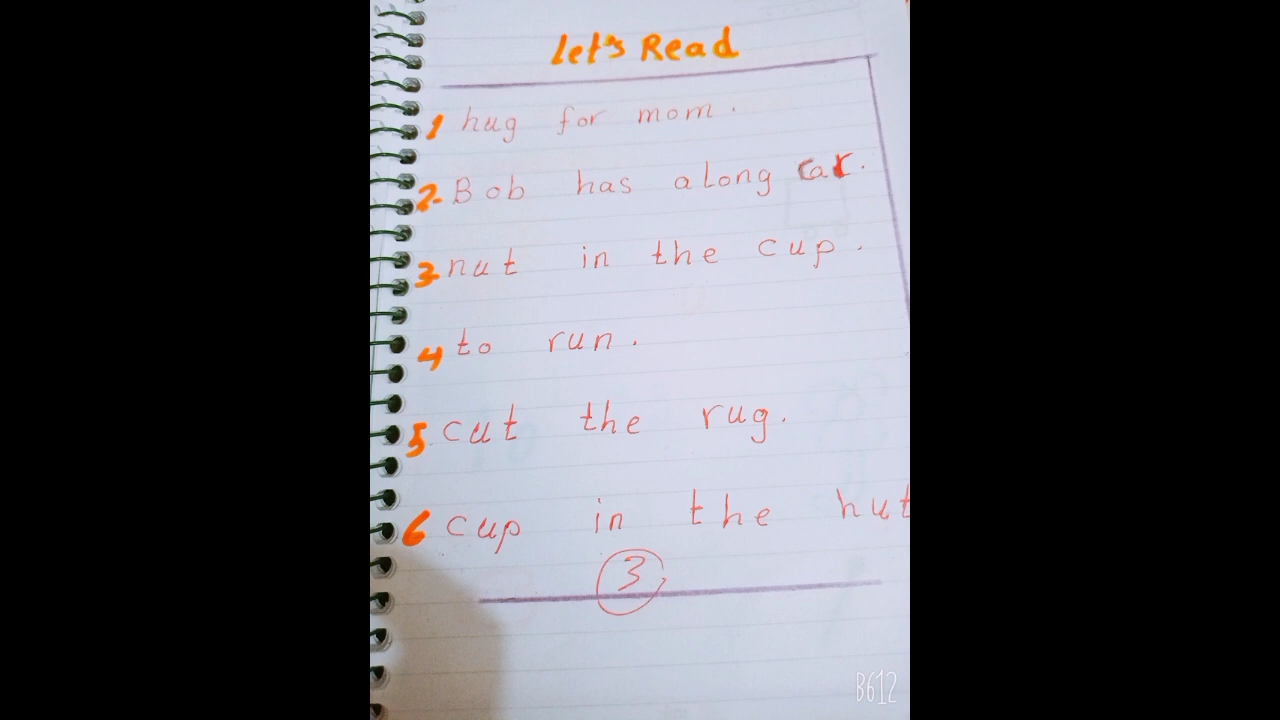 Let's Read
1 hug for mom.
2- Bob has along car.
3 nut in the cup.
4 to run.
5 cut the rug.
6 cup in the hut
3
B612